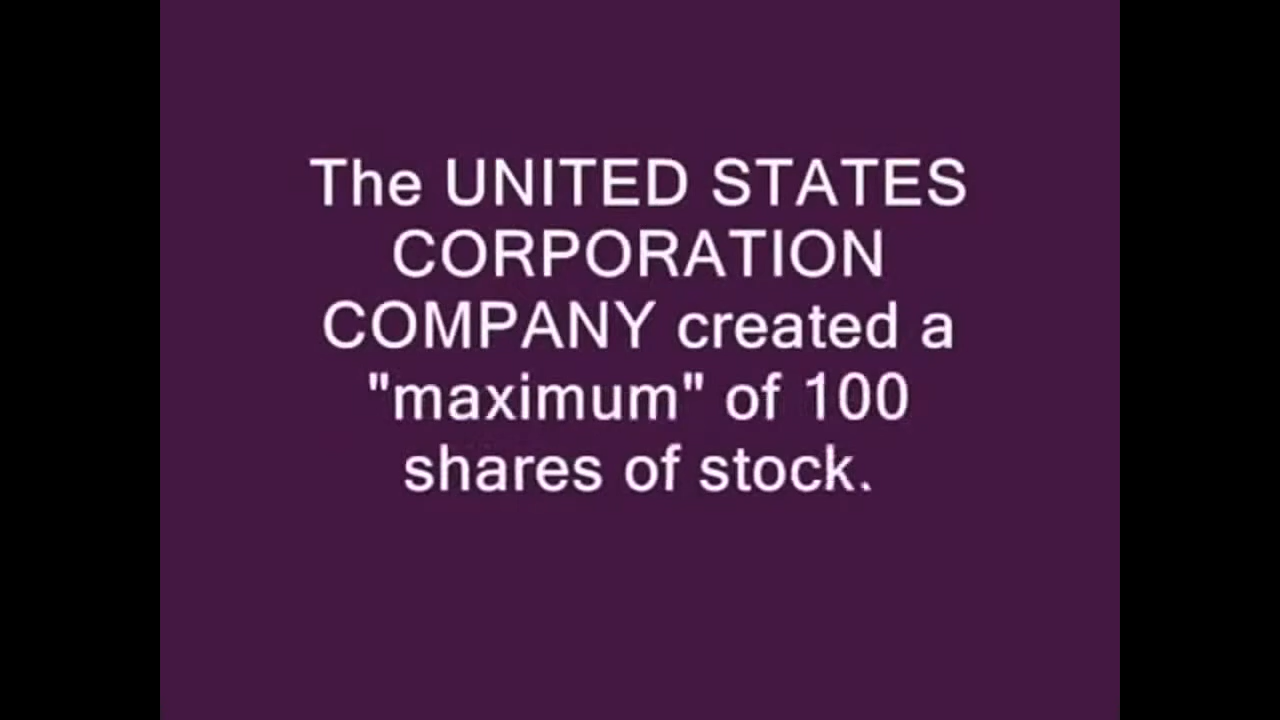 The UNITED STATES
CORPORATION
COMPANY created a
"maximum" of 100
shares of stock.